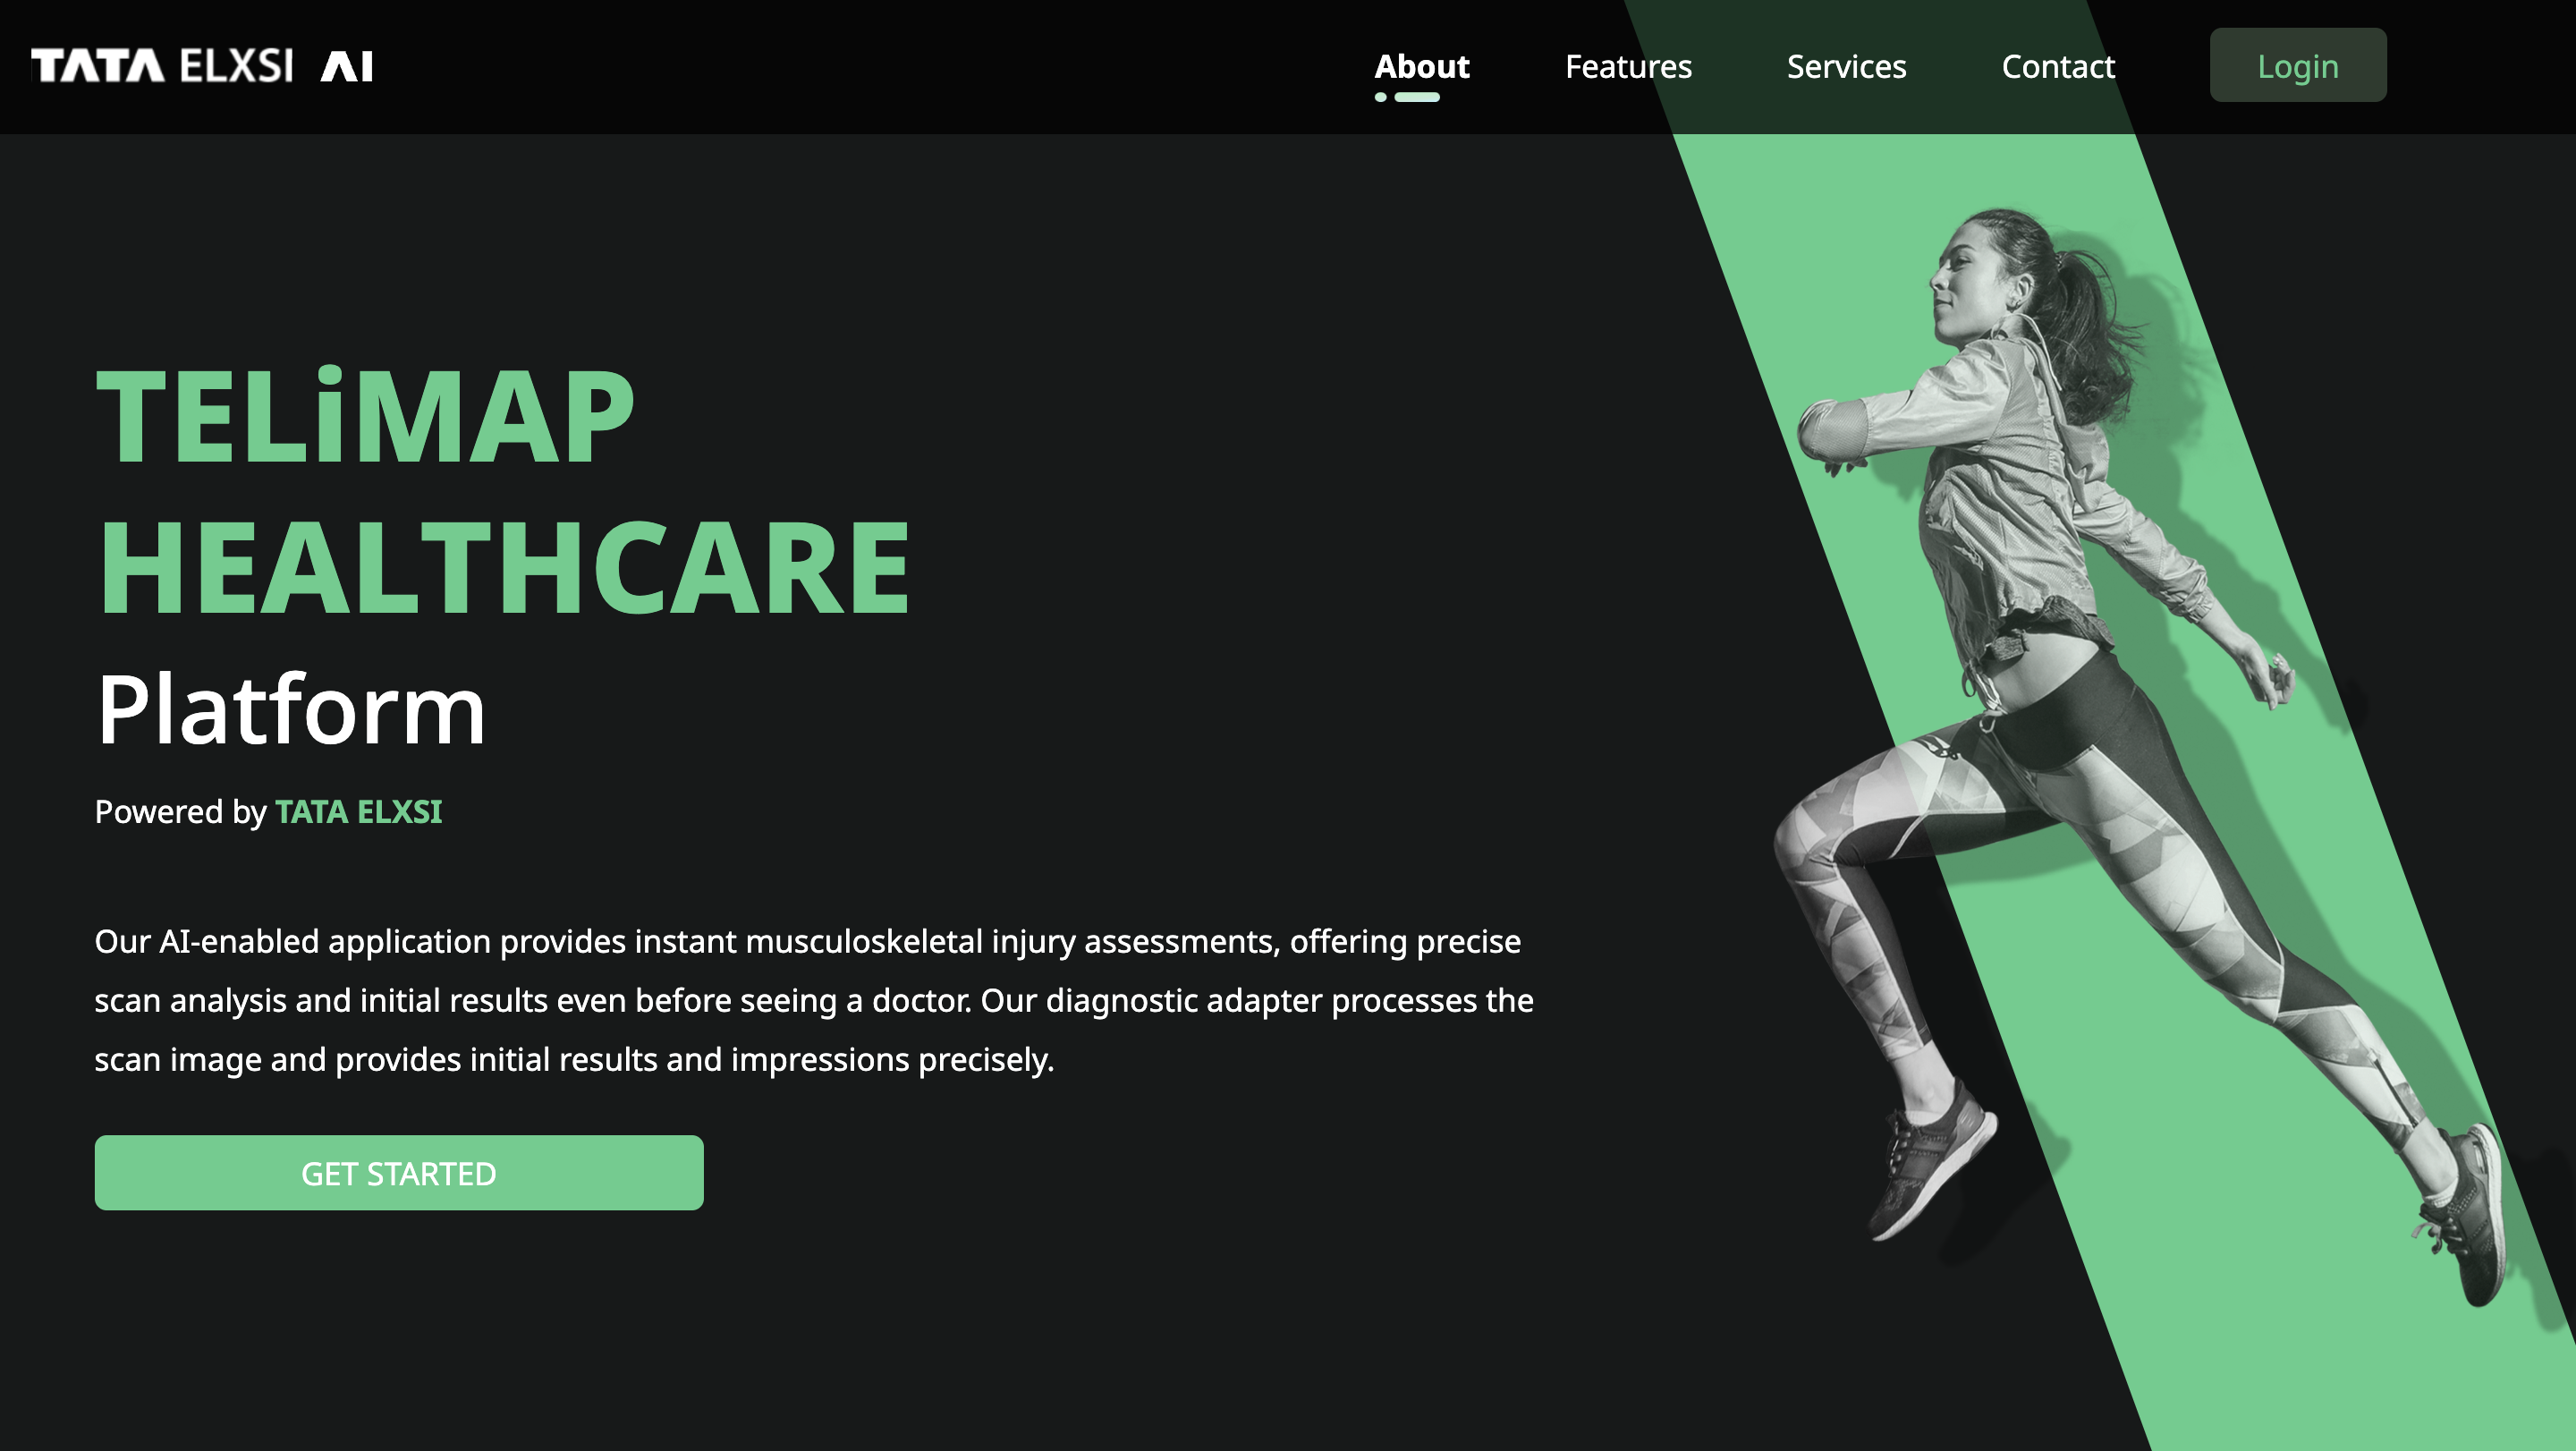 TATA ELXSI AI
About Features Services Contact Login
TELiMAP
HEALTHCARE
Platform
Powered by TATA ELXSI
Our AI-enabled application provides instant musculoskeletal injury assessments, offering precise
scan analysis and initial results even before seeing a doctor. Our diagnostic adapter processes the
scan image and provides initial results and impressions precisely.
GET STARTED